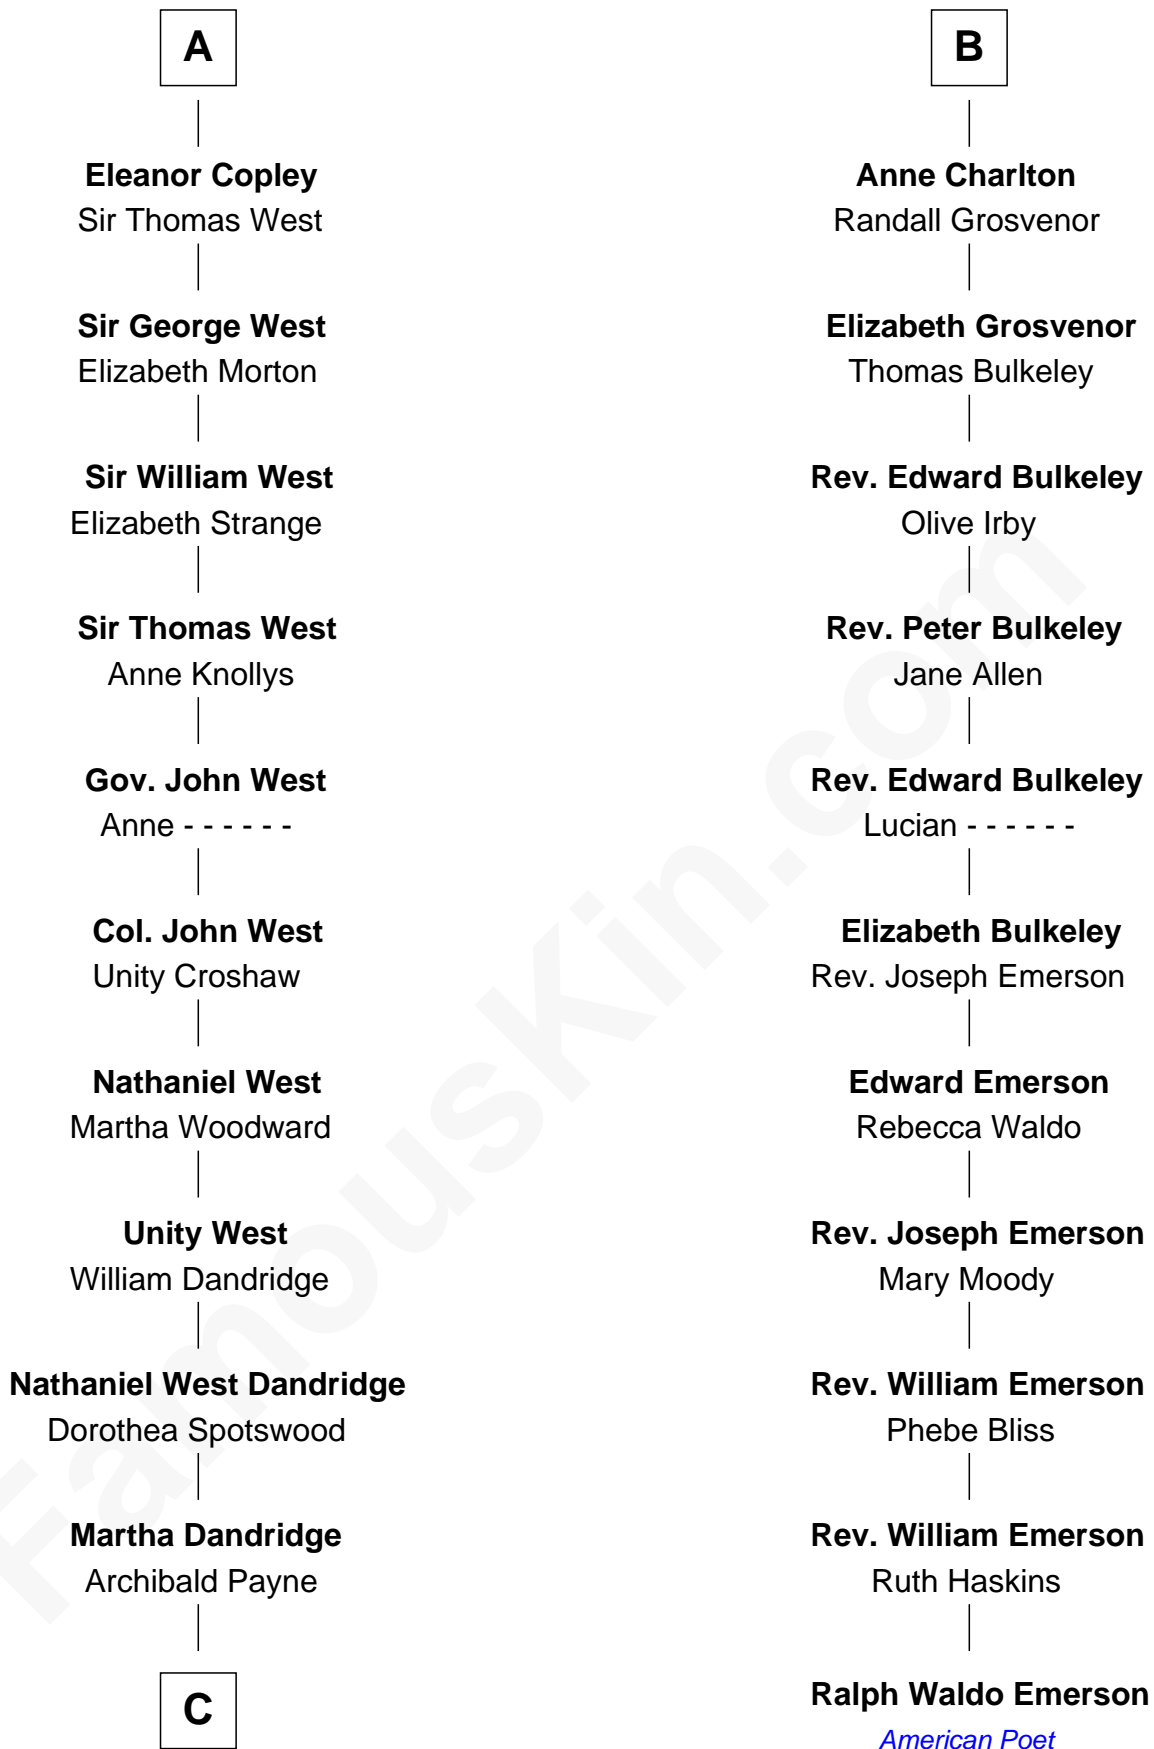 A
Eleanor Copley
Sir Thomas West
Sir George West
Elizabeth Morton
Sir William West
Elizabeth Strange
Sir Thomas West
Anne Knollys
Gov. John West
Anne - - - - - -
Col. John West
Unity Croshaw
Nathaniel West
Martha Woodward
Unity West
William Dandridge
Nathaniel West Dandridge
Dorothea Spotswood
Martha Dandridge
Archibald Payne
C
B
Anne Charlton
Randall Grosvenor
Elizabeth Grosvenor
Thomas Bulkeley
Rev. Edward Bulkeley
Olive Irby
Rev. Peter Bulkeley
Jane Allen
Rev. Edward Bulkeley
Lucian - - - - - -
Elizabeth Bulkeley
Rev. Joseph Emerson
Edward Emerson
Rebecca Waldo
Rev. Joseph Emerson
Mary Moody
Rev. William Emerson
Phebe Bliss
Rev. William Emerson
Ruth Haskins
Ralph Waldo Emerson
American Poet
FamousKin.com